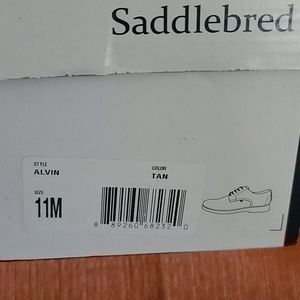 Saddlebred
STYLE COLOR
ALVIN TAN
SIZE
11M
8 89260 68232 0